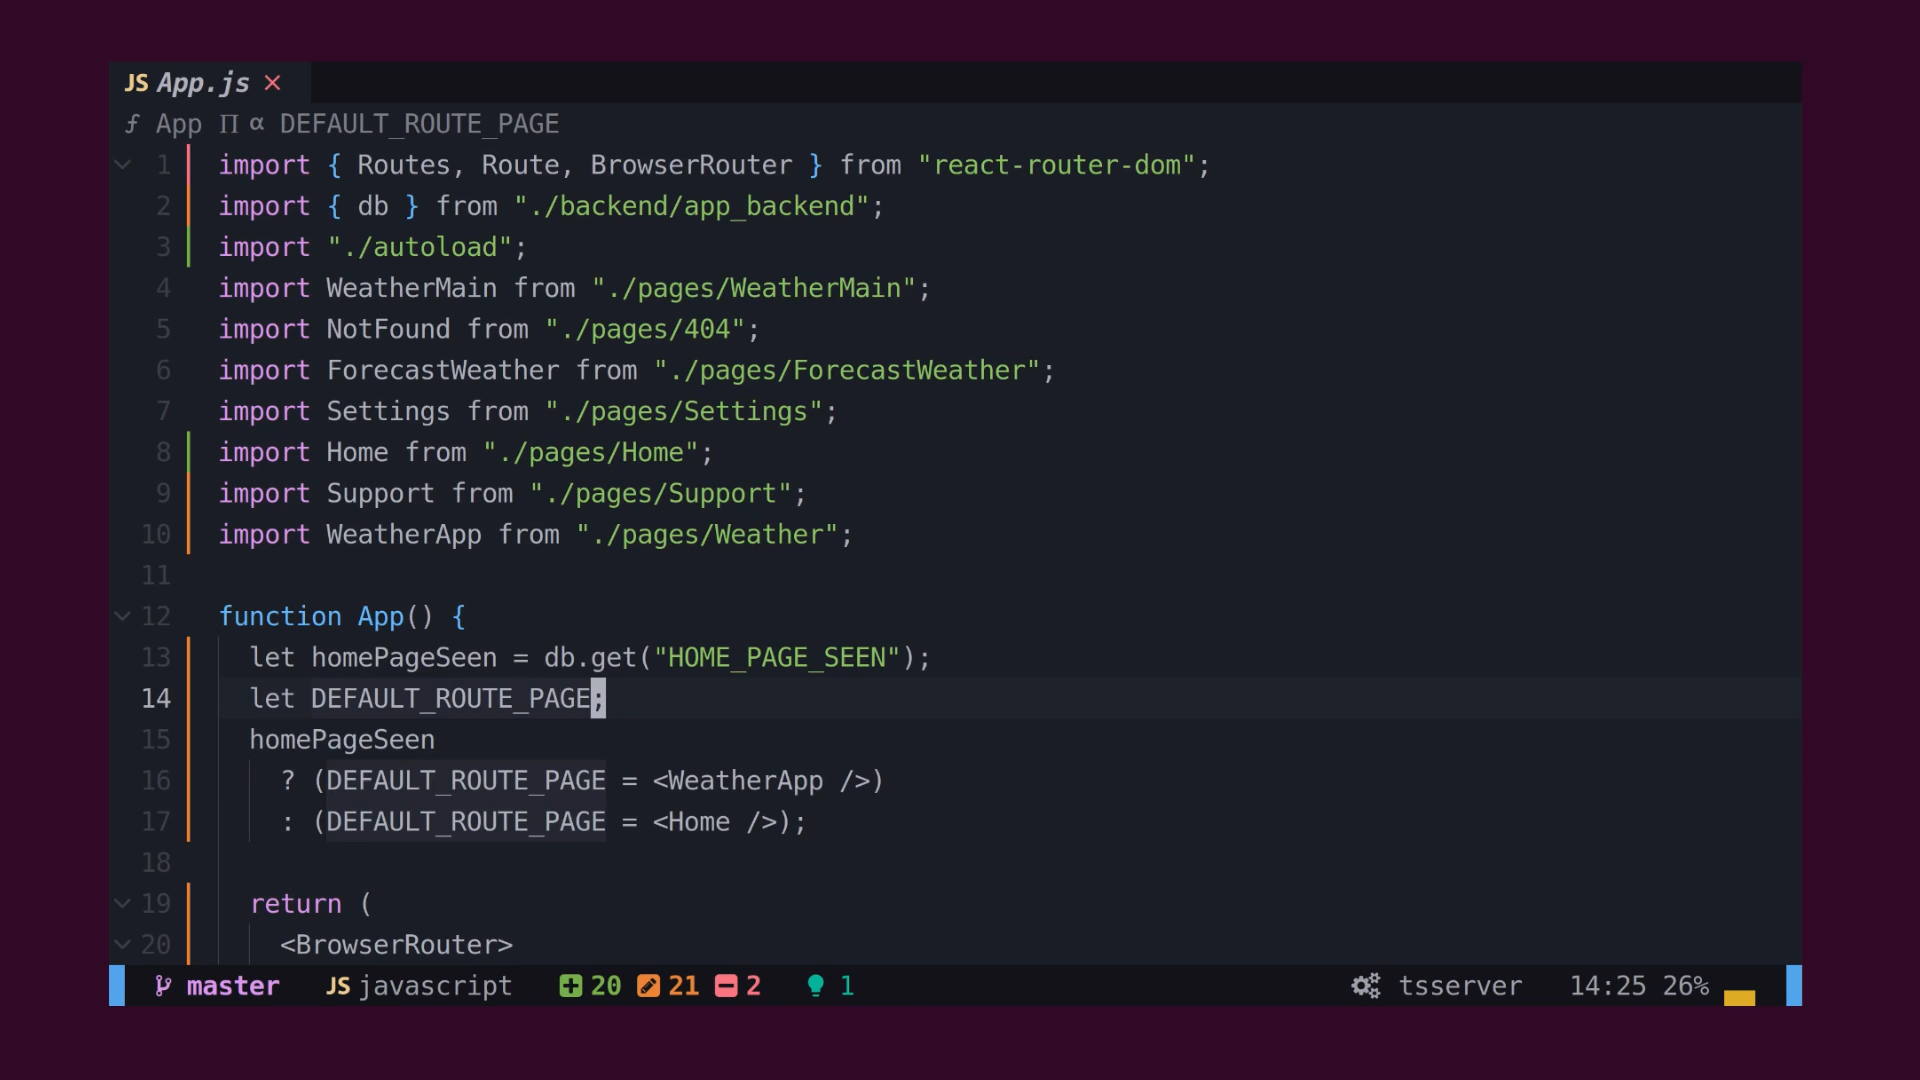 JS App.js ×
ƒ App Π α DEFAULT_ROUTE_PAGE
1 import { Routes, Route, BrowserRouter } from "react-router-dom";
2 import { db } from "./backend/app_backend";
3 import "./autoload";
4 import WeatherMain from "./pages/WeatherMain";
5 import NotFound from "./pages/404";
6 import ForecastWeather from "./pages/ForecastWeather";
7 import Settings from "./pages/Settings";
8 import Home from "./pages/Home";
9 import Support from "./pages/Support";
10 import WeatherApp from "./pages/Weather";
11
12 function App() {
13 let homePageSeen = db.get("HOME_PAGE_SEEN");
14 let DEFAULT_ROUTE_PAGE;
15 homePageSeen
16 ? (DEFAULT_ROUTE_PAGE = <WeatherApp />)
17 : (DEFAULT_ROUTE_PAGE = <Home />);
18
19 return (
20 <BrowserRouter>
master JS javascript 20 21 2 1 tsserver 14:25 26%